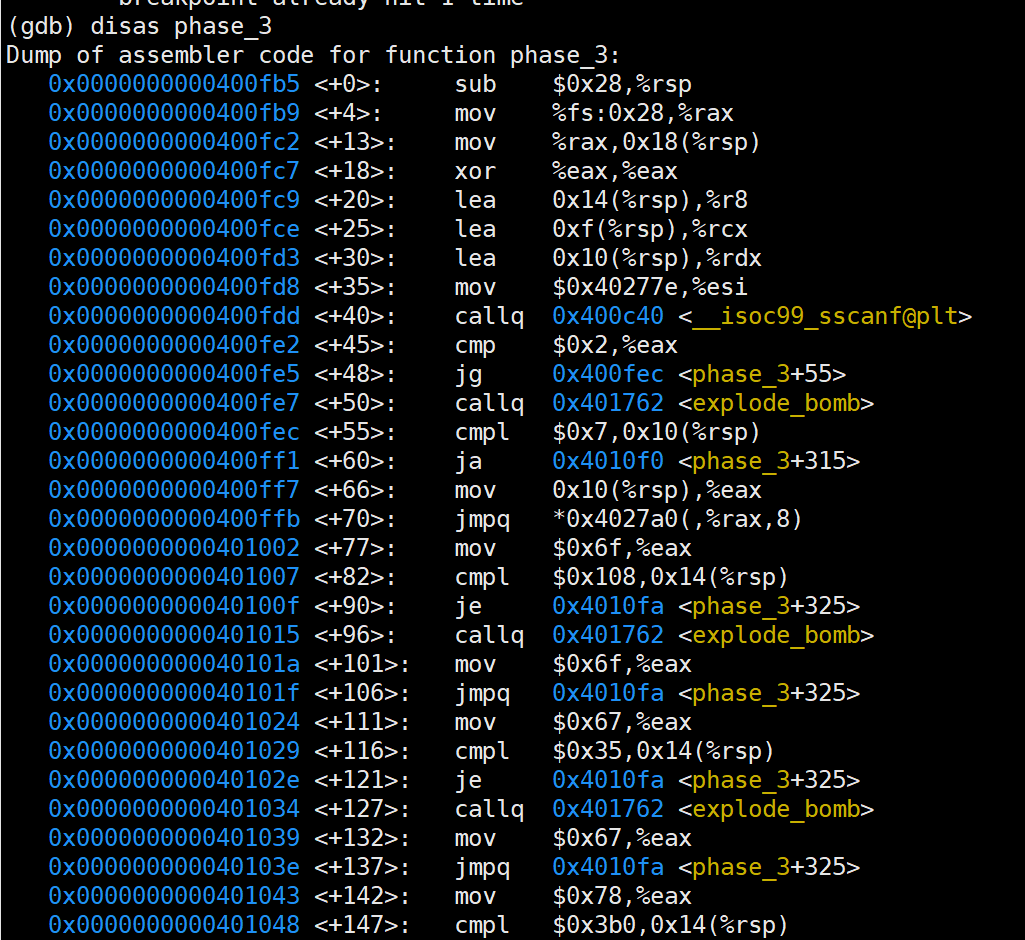 breakpoint already hit 1 time
(gdb) disas phase_3
Dump of assembler code for function phase_3:
0x0000000000400fb5 <+0>: sub $0x28,%rsp
0x0000000000400fb9 <+4>: mov %fs:0x28,%rax
0x0000000000400fc2 <+13>: mov %rax,0x18(%rsp)
0x0000000000400fc7 <+18>: xor %eax,%eax
0x0000000000400fc9 <+20>: lea 0x14(%rsp),%r8
0x0000000000400fce <+25>: lea 0xf(%rsp),%rcx
0x0000000000400fd3 <+30>: lea 0x10(%rsp),%rdx
0x0000000000400fd8 <+35>: mov $0x40277e,%esi
0x0000000000400fdd <+40>: callq 0x400c40 <__isoc99_sscanf@plt>
0x0000000000400fe2 <+45>: cmp $0x2,%eax
0x0000000000400fe5 <+48>: jg 0x400fec <phase_3+55>
0x0000000000400fe7 <+50>: callq 0x401762 <explode_bomb>
0x0000000000400fec <+55>: cmpl $0x7,0x10(%rsp)
0x0000000000400ff1 <+60>: ja 0x4010f0 <phase_3+315>
0x0000000000400ff7 <+66>: mov 0x10(%rsp),%eax
0x0000000000400ffb <+70>: jmpq *0x4027a0(,%rax,8)
0x0000000000401002 <+77>: mov $0x6f,%eax
0x0000000000401007 <+82>: cmpl $0x108,0x14(%rsp)
0x000000000040100f <+90>: je 0x4010fa <phase_3+325>
0x0000000000401015 <+96>: callq 0x401762 <explode_bomb>
0x000000000040101a <+101>: mov $0x6f,%eax
0x000000000040101f <+106>: jmpq 0x4010fa <phase_3+325>
0x0000000000401024 <+111>: mov $0x67,%eax
0x0000000000401029 <+116>: cmpl $0x35,0x14(%rsp)
0x000000000040102e <+121>: je 0x4010fa <phase_3+325>
0x0000000000401034 <+127>: callq 0x401762 <explode_bomb>
0x0000000000401039 <+132>: mov $0x67,%eax
0x000000000040103e <+137>: jmpq 0x4010fa <phase_3+325>
0x0000000000401043 <+142>: mov $0x78,%eax
0x0000000000401048 <+147>: cmpl $0x3b0,0x14(%rsp)